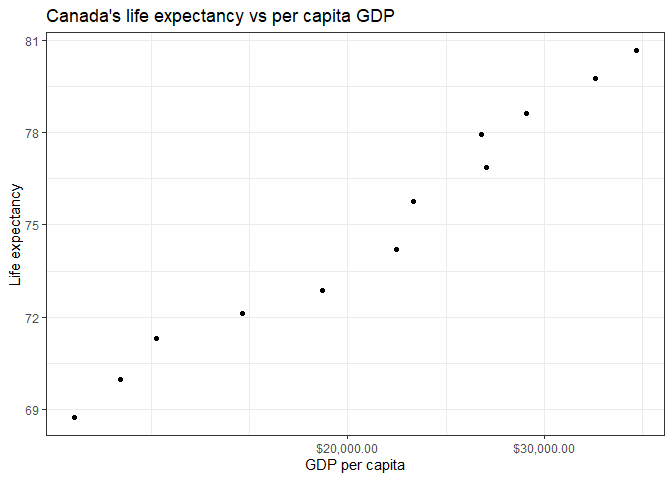 Canada's life expectancy vs per capita GDP
81
78
75
72
69
Life expectancy
$20,000.00
$30,000.00
GDP per capita